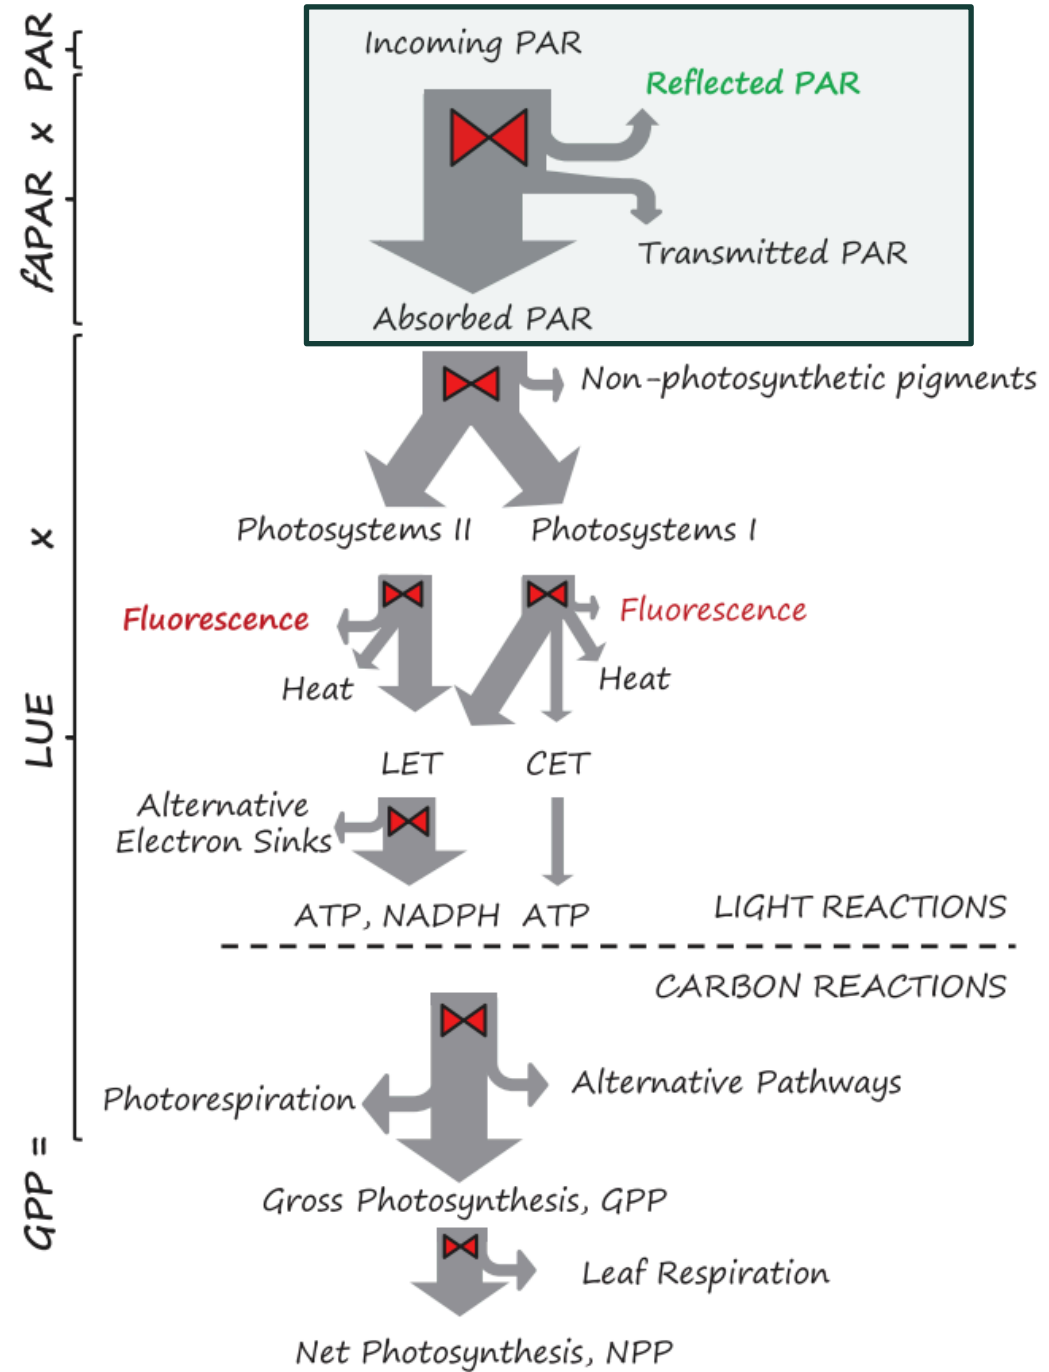 Incoming PAR
Reflected PAR
Transmitted PAR
Absorbed PAR
Non-photosynthetic pigments
Photosystems II
Photosystems I
Fluorescence
Fluorescence
Heat
Heat
LET
CET
Alternative
Electron Sinks
ATP, NADPH
ATP
LIGHT REACTIONS
CARBON REACTIONS
Photorespiration
Alternative Pathways
Gross Photosynthesis, GPP
Leaf Respiration
Net Photosynthesis, NPP
GPP = LUE x fAPAR x PAR